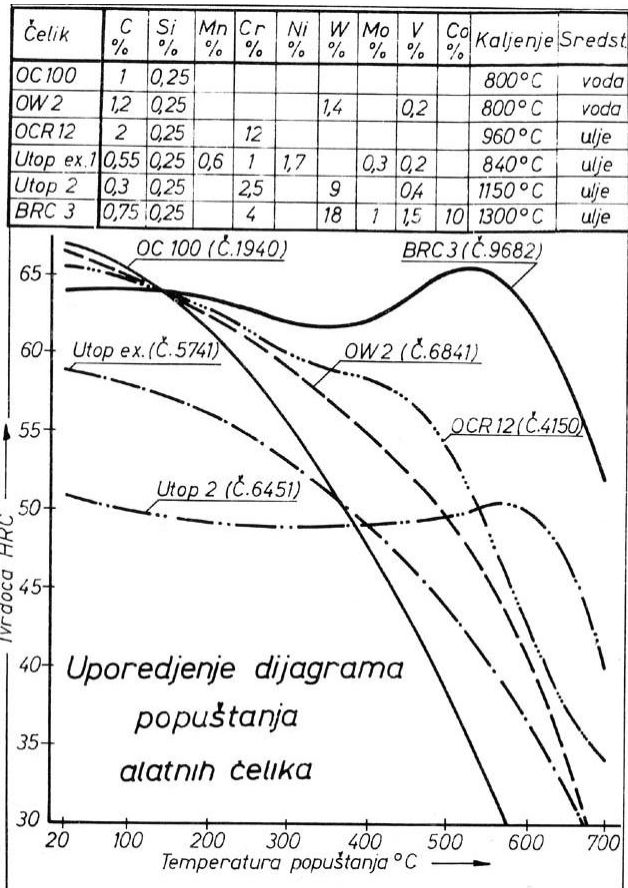 Čelik C % Si % Mn % Cr % Ni % W % Mo % V % Co % Kaljenje Sredst.
OC 100 1 0,25 800°C voda
OW 2 1,2 0,25 1,4 0,2 800°C voda
OCR 12 2 0,25 12 960°C ulje
Utop ex.1 0,55 0,25 0,6 1 1,7 0,3 0,2 840°C ulje
Utop 2 0,3 0,25 2,5 9 0,4 1150°C ulje
BRC 3 0,75 0,25 4 18 1 1,5 10 1300°C ulje
OC 100 (Č.1940)
BRC 3 (Č.9682)
65
Utop ex. (Č.5741)
OW 2 (Č.6841)
60
OCR 12 (Č.4150)
55
Utop 2 (Č.6451)
50
Tvrdoća HRC
45
Uporedjenje dijagrama
40
popuštanja
35
alatnih čelika
30
20 100 200 300 400 500 600 700
Temperatura popuštanja °C